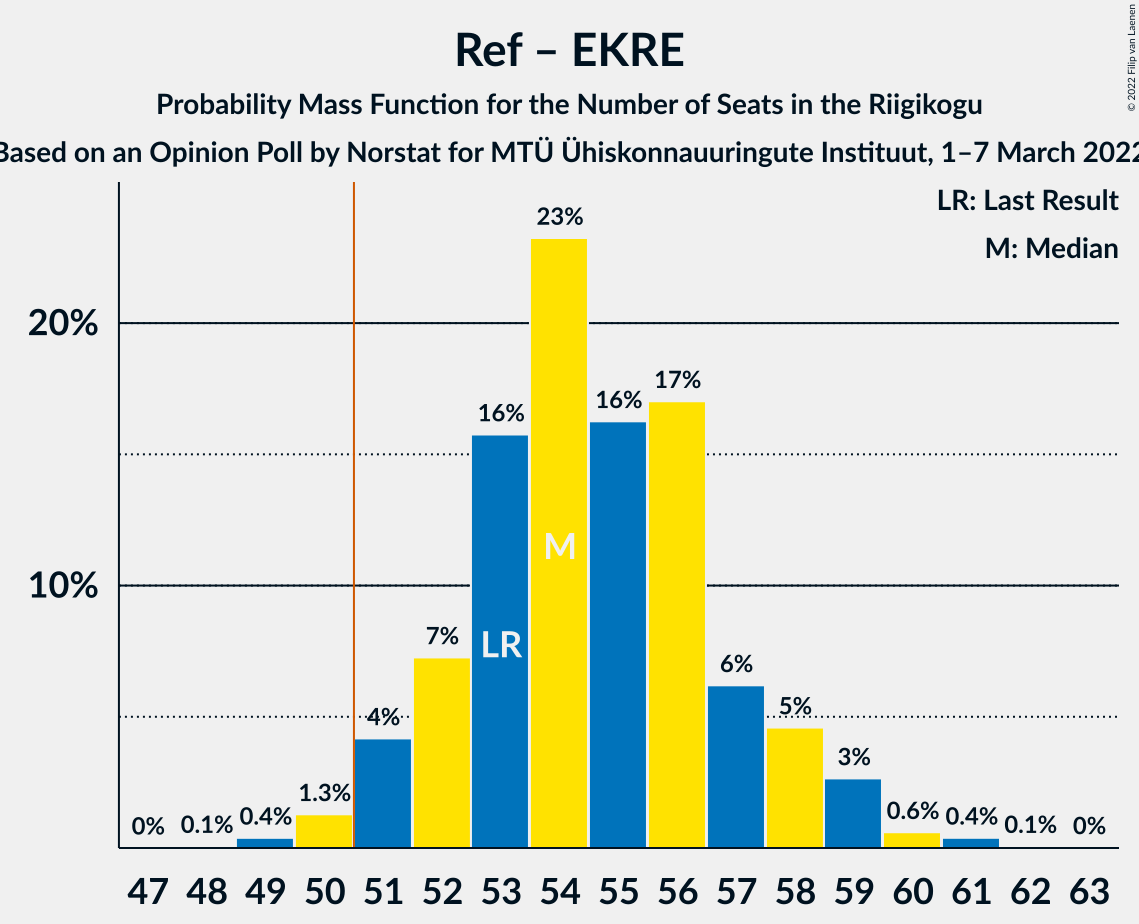 Ref – EKRE
Probability Mass Function for the Number of Seats in the Riigikogu
Based on an Opinion Poll by Norstat for MTÜ Ühiskonnauuringute Instituut, 1–7 March 2022
© 2022 Filip van Laenen
LR: Last Result
M: Median
23%
20%
17%
16%
16%
M
10%
LR
7%
6%
5%
4%
3%
1.3%
0.6%
0.4%
0.4%
0.1%
0.1%
0%
0%
47 48 49 50 51 52 53 54 55 56 57 58 59 60 61 62 63